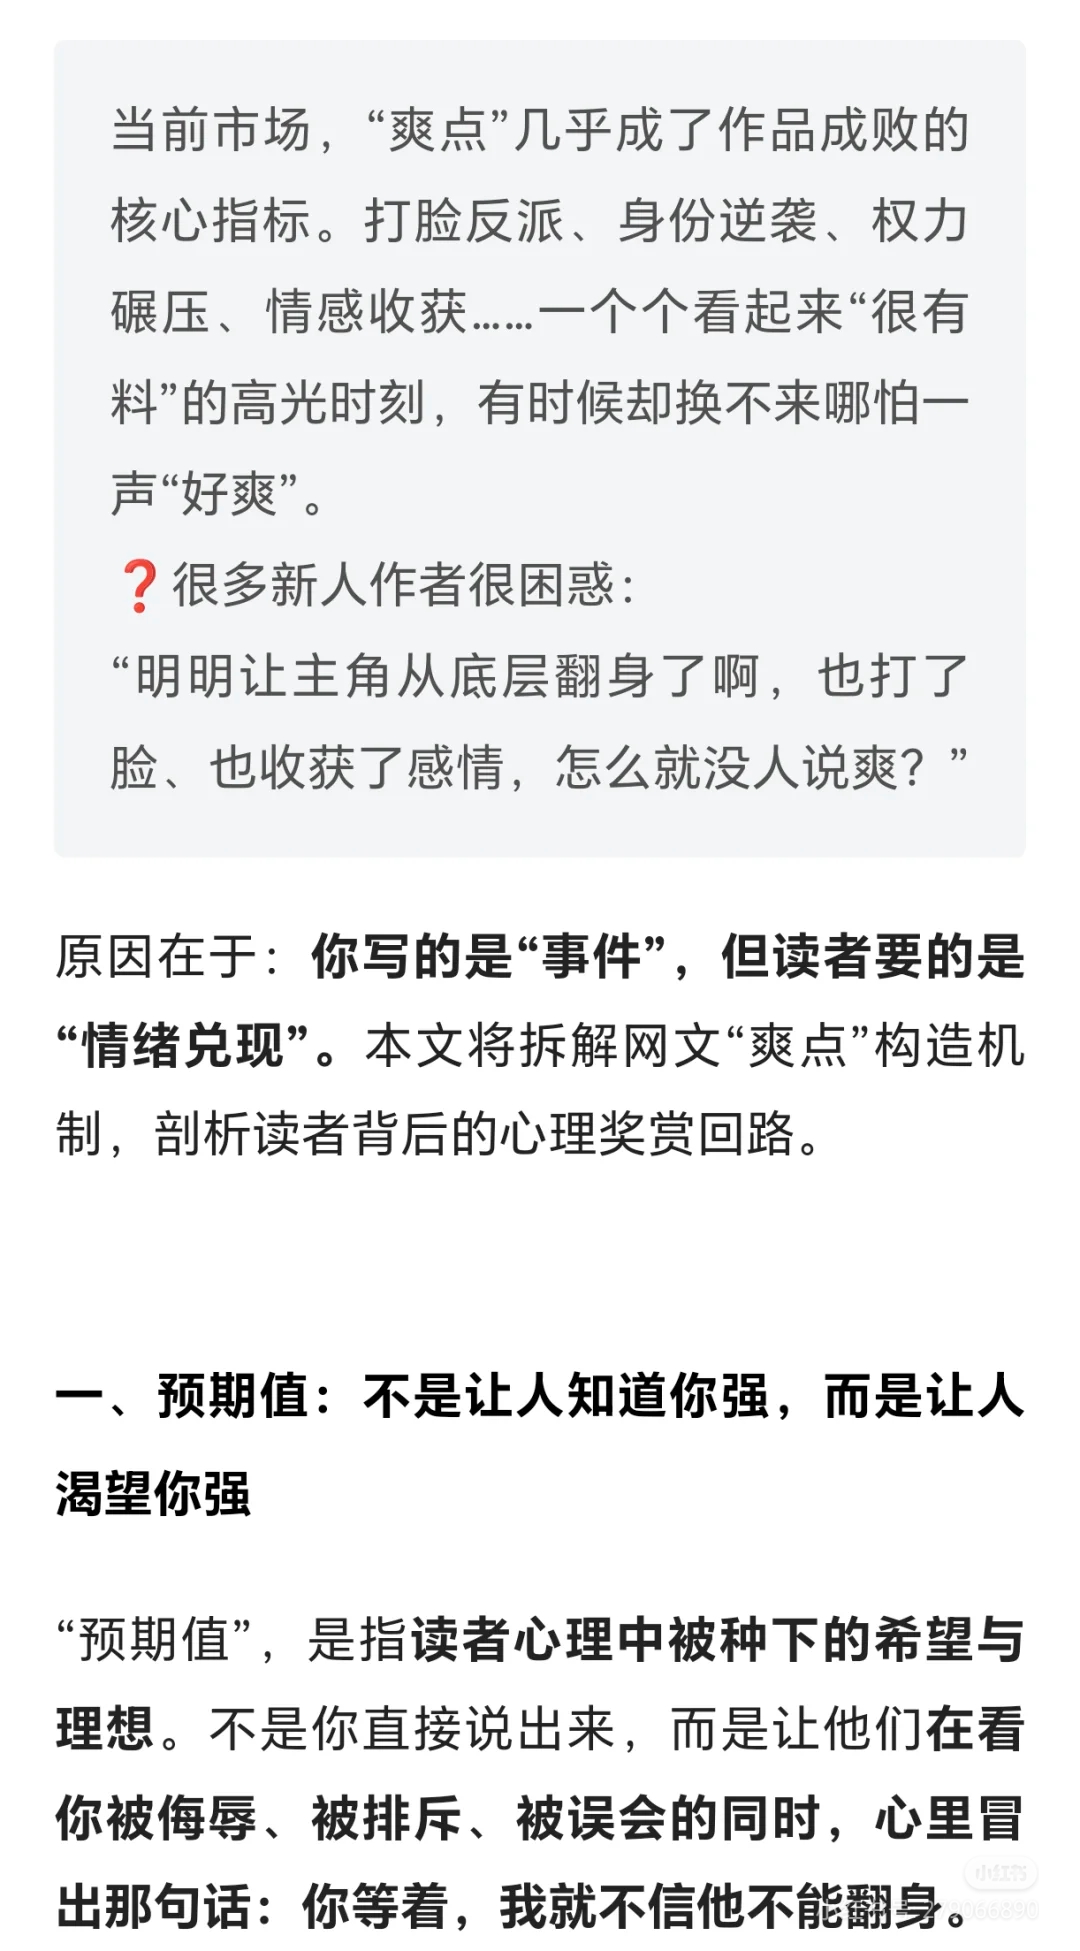 当前市场，“爽点”几乎成了作品成败的
核心指标。打脸反派、身份逆袭、权力
碾压、情感收获……一个个看起来“很有
料”的高光时刻，有时候却换不来哪怕一
声“好爽”。
❓很多新人作者很困惑：
“明明让主角从底层翻身了啊，也打了
脸、也收获了感情，怎么就没人说爽？”
原因在于：你写的是“事件”，但读者要的是
“情绪兑现”。本文将拆解网文“爽点”构造机
制，剖析读者背后的心理奖赏回路。
一、预期值：不是让人知道你强，而是让人
渴望你强
“预期值”，是指读者心理中被种下的希望与
理想。不是你直接说出来，而是让他们在看
你被侮辱、被排斥、被误会的同时，心里冒
出那句话：你等着，我就不信他不能翻身。
小红书